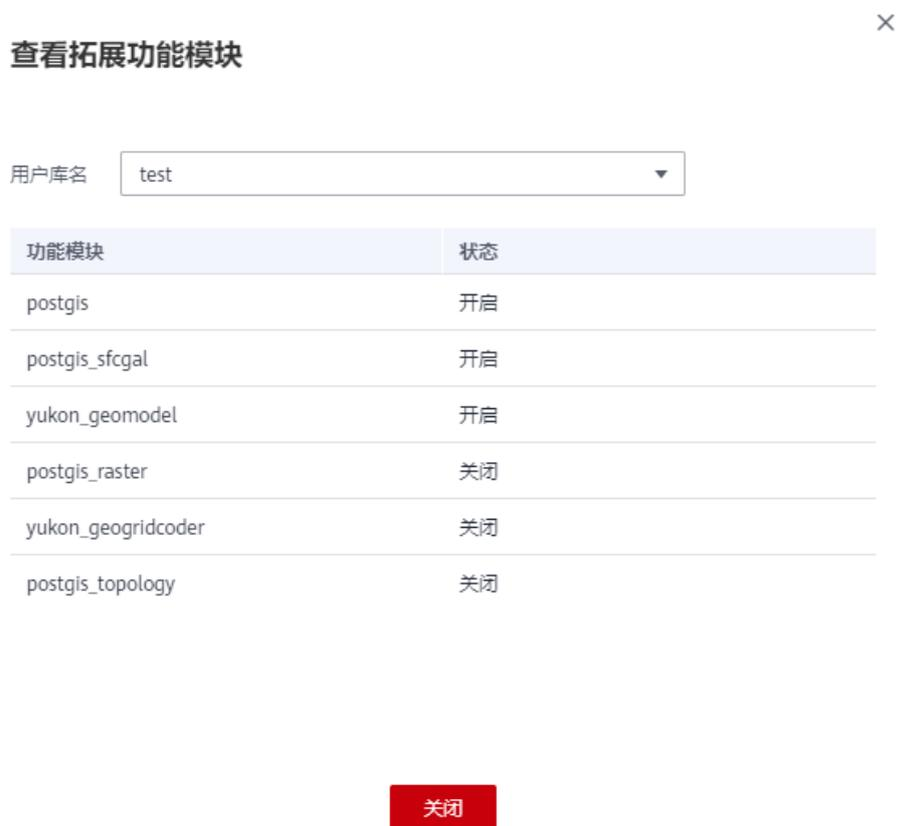 查看拓展功能模块
用户库名 test
功能模块 状态
postgis 开启
postgis_sfcgal 开启
yukon_geomodel 开启
postgis_raster 关闭
yukon_geogridcoder 关闭
postgis_topology 关闭
关闭